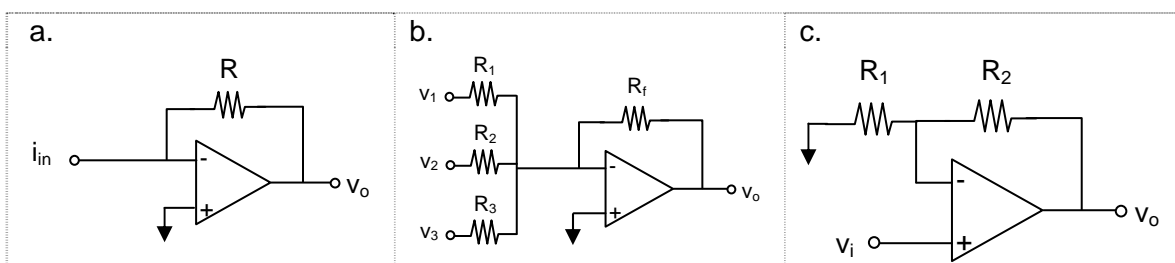 a.
R
i_in
-
+
v_o
b.
R_1
v_1
R_2
v_2
R_3
v_3
R_f
-
+
v_o
c.
R_1
R_2
-
+
v_i
v_o